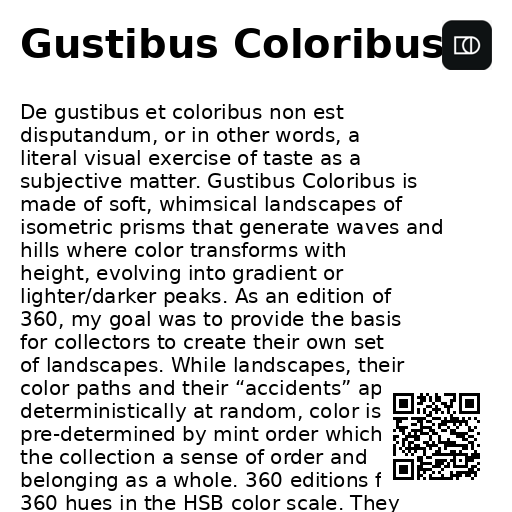 Gustibus Coloribus
De gustibus et coloribus non est
disputandum, or in other words, a
literal visual exercise of taste as a
subjective matter. Gustibus Coloribus is
made of soft, whimsical landscapes of
isometric prisms that generate waves and
hills where color transforms with
height, evolving into gradient or
lighter/darker peaks. As an edition of
360, my goal was to provide the basis
for collectors to create their own set
of landscapes. While landscapes, their
color paths and their “accidents” ap
deterministically at random, color is
pre-determined by mint order which
the collection a sense of order and
belonging as a whole. 360 editions f
360 hues in the HSB color scale. They